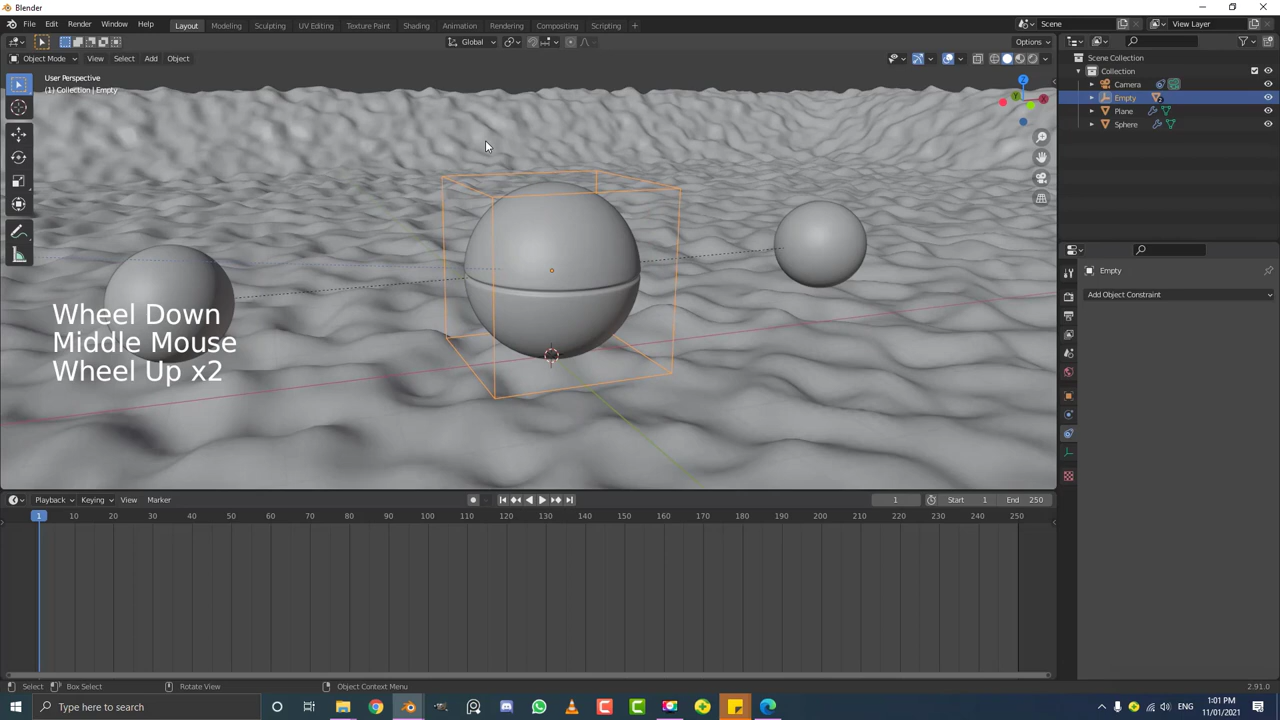 Blender
File Edit Render Window Help
Layout Modeling Sculpting UV Editing Texture Paint Shading Animation Rendering Compositing Scripting +
Scene
View Layer
Global
Options
Object Mode View Select Add Object
User Perspective
(1) Collection | Empty
Scene Collection
Collection
Camera
Empty
Plane
Sphere
Empty
Add Object Constraint
Wheel Down
Middle Mouse
Wheel Up x2
Playback Keying View Marker
1
Start 1
End 250
1 10 20 30 40 50 60 70 80 90 100 110 120 130 140 150 160 170 180 190 200 210 220 230 240 250
Select Box Select Rotate View Object Context Menu
2.91.0
Type here to search
ENG
1:01 PM
11/01/2021